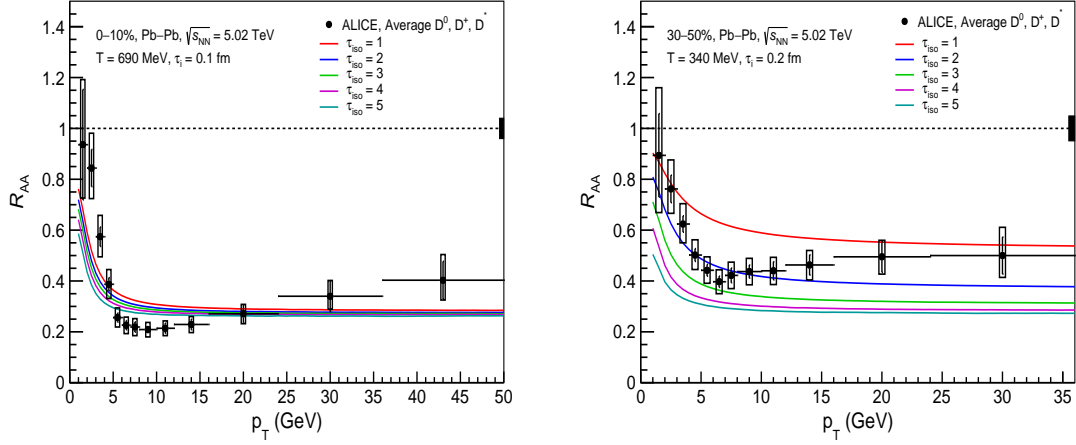 ALICE, Average D⁰, D⁺, D*
0–10%, Pb–Pb, √sNN = 5.02 TeV
T = 690 MeV, τi = 0.1 fm
τiso = 1
τiso = 2
τiso = 3
τiso = 4
τiso = 5
RAA
1.4
1.2
1
0.8
0.6
0.4
0.2
0
0 5 10 15 20 25 30 35 40 45 50
pT (GeV)
ALICE, Average D⁰, D⁺, D*
30–50%, Pb–Pb, √sNN = 5.02 TeV
T = 340 MeV, τi = 0.2 fm
τiso = 1
τiso = 2
τiso = 3
τiso = 4
τiso = 5
RAA
1.4
1.2
1
0.8
0.6
0.4
0.2
0
0 5 10 15 20 25 30 35
pT (GeV)